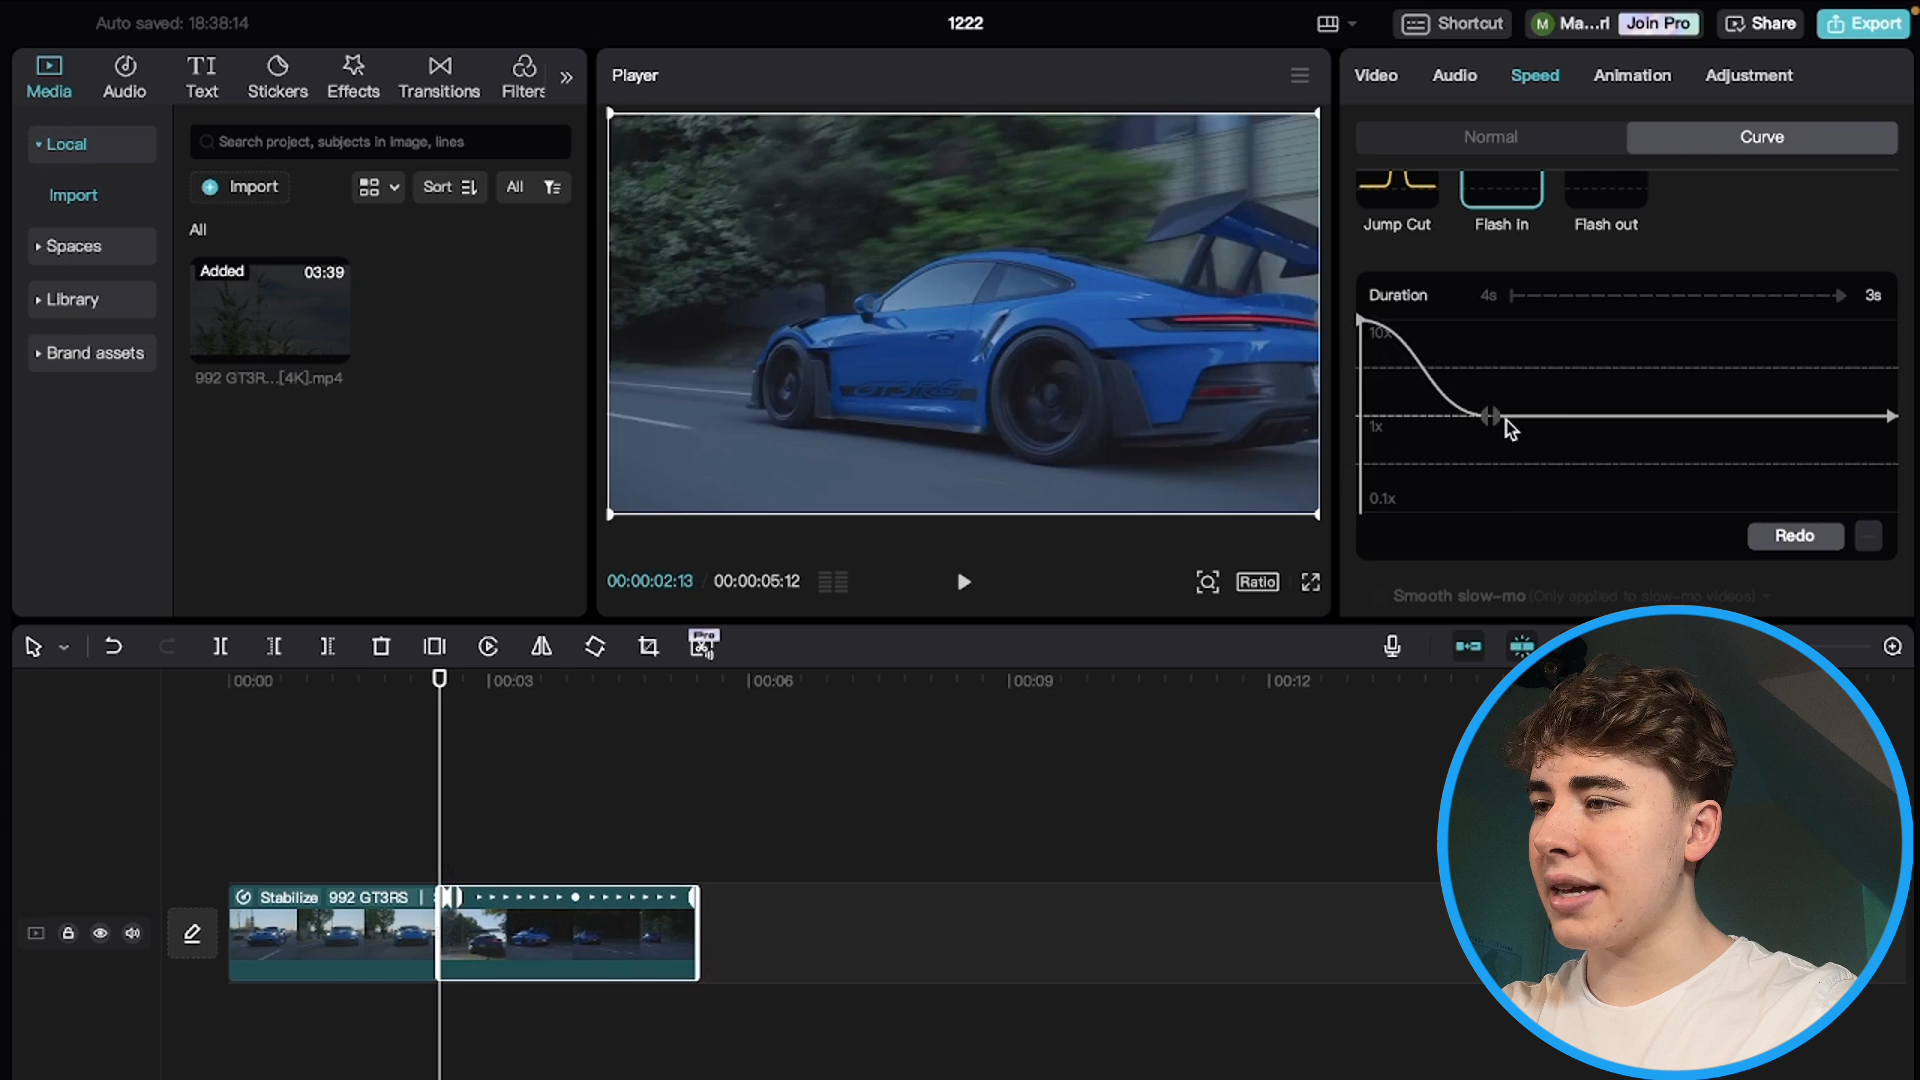 Auto saved: 18:38:14
1222
Shortcut
M
Ma...rl
Join Pro
Share
Export
Media
Audio
TI
Text
Stickers
Effects
Transitions
Filters
Local
Import
Spaces
Library
Brand assets
Search project, subjects in image, lines
Import
Sort
All
All
Added
03:39
992 GT3R...[4K].mp4
Player
GT3RS
00:00:02:13 / 00:00:05:12
Ratio
Video
Audio
Speed
Animation
Adjustment
Normal
Curve
Jump Cut
Flash in
Flash out
Duration
4s
3s
10x
1x
0.1x
Redo
Smooth slow-mo (Only applied to slow-mo videos)
Pro
00:00
00:03
00:06
00:09
00:12
Stabilize 992 GT3RS